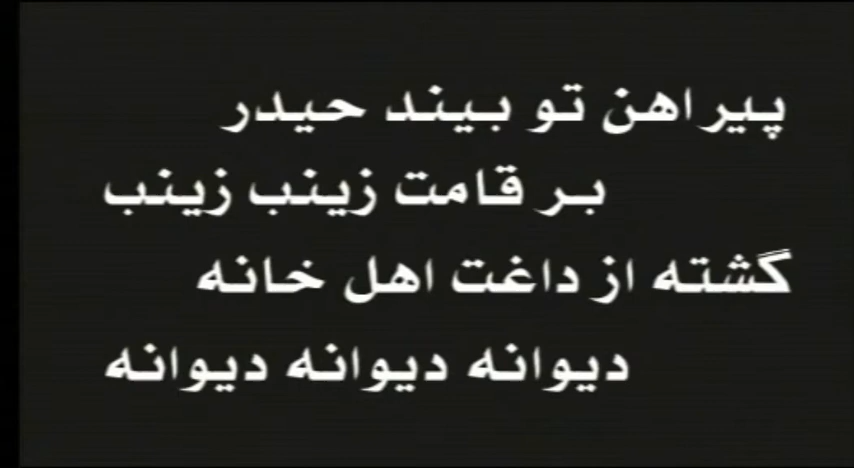 پیراهن تو بیند حیدر
بر قامت زینب زینب
گشته از داغت اهل خانه
دیوانه دیوانه دیوانه